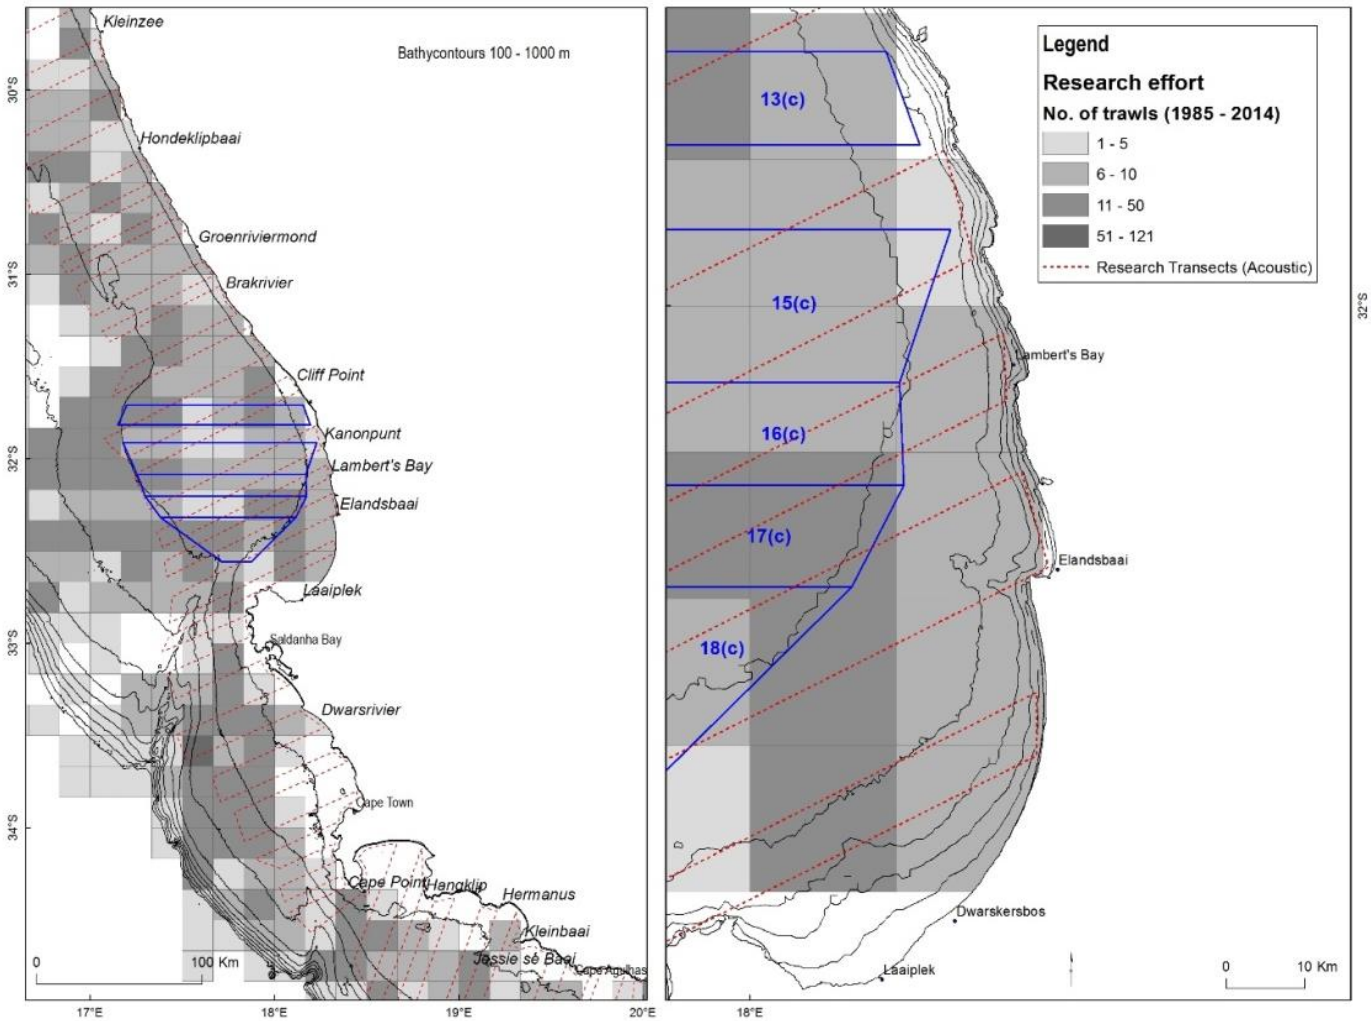 Kleinzee
Bathycontours 100 - 1000 m
30°S
Hondeklipbaai
Groenriviermond
Brakrivier
31°S
Cliff Point
Kanonpunt
Lambert's Bay
32°S
Elandsbaai
Laaiplek
Saldanha Bay
33°S
Dwarsrivier
Cape Town
34°S
Cape Point
Hangklip
Hermanus
Kleinbaai
Jossie se Baai
Cape Agulhas
0
100 Km
17°E
18°E
19°E
20°E
13(c)
15(c)
16(c)
17(c)
18(c)
Lambert's Bay
Elandsbaai
Dwarskersbos
Laaiplek
0
10 Km
18°E
32°S
Legend
Research effort
No. of trawls (1985 - 2014)
1 - 5
6 - 10
11 - 50
51 - 121
Research Transects (Acoustic)